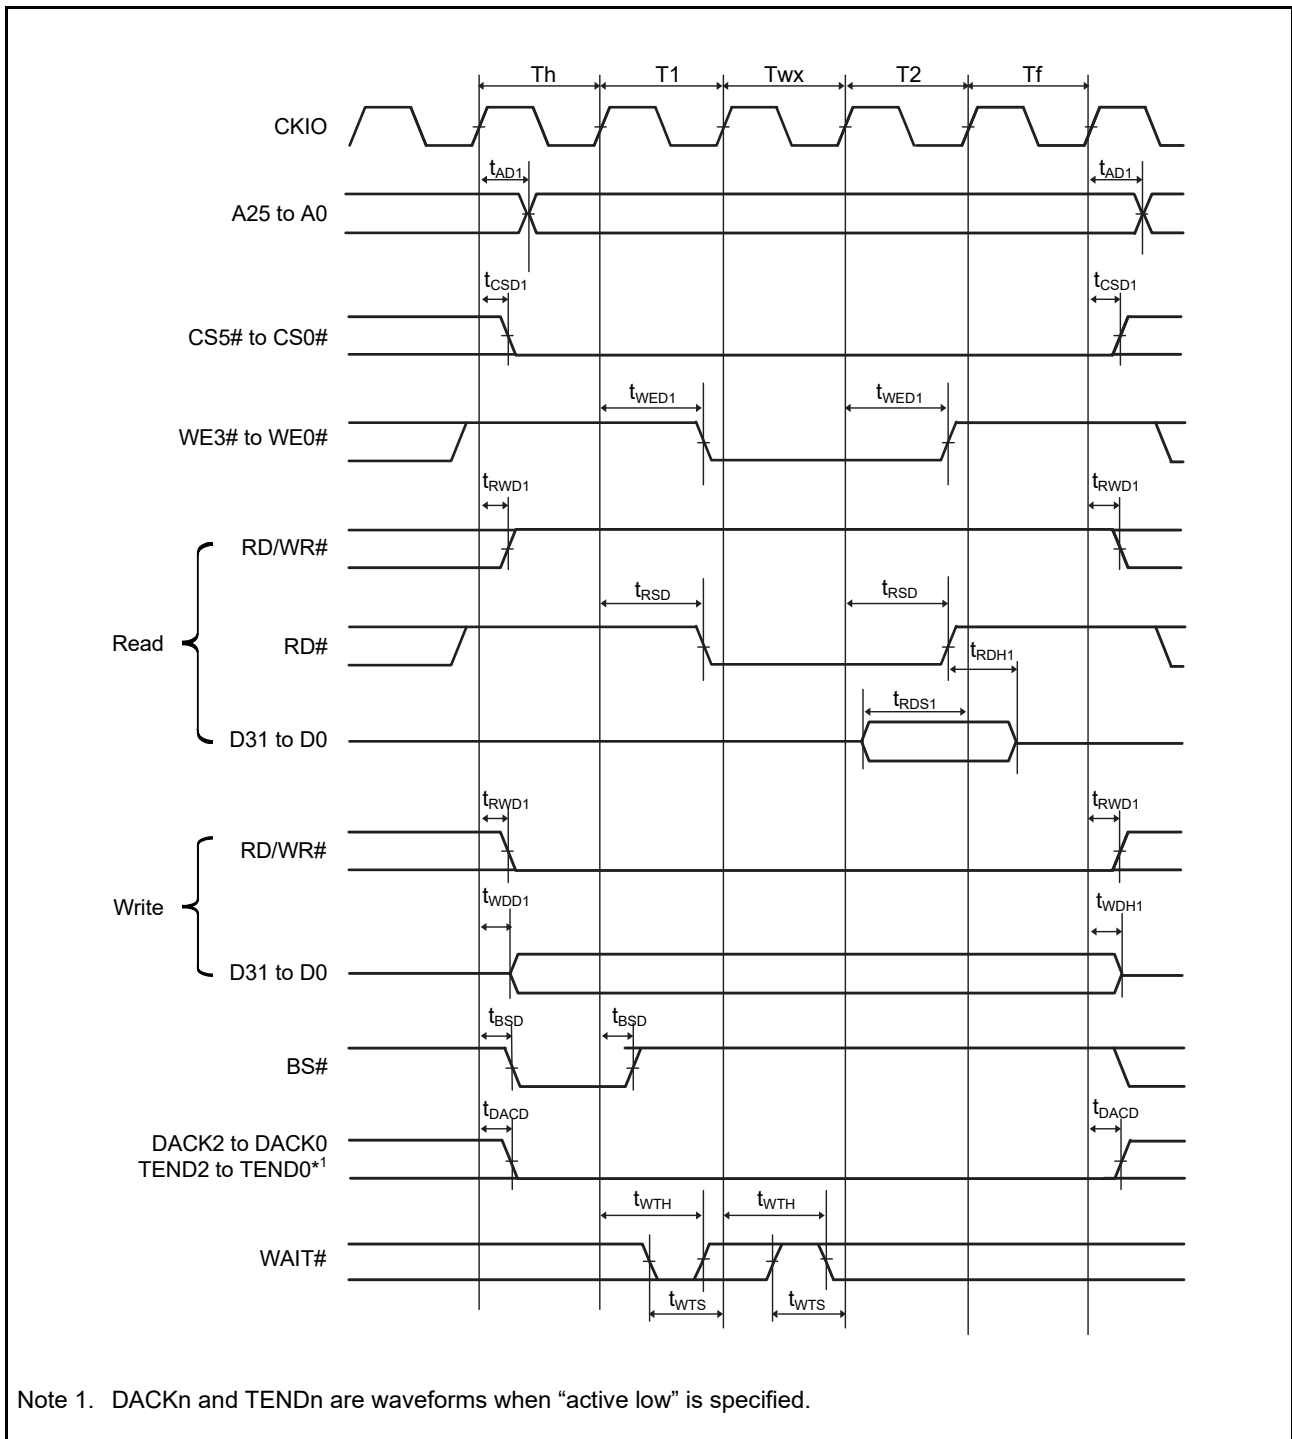 Th T1 Twx T2 Tf
CKIO
tAD1 tAD1
A25 to A0
tCSD1 tCSD1
CS5# to CS0#
tWED1 tWED1
WE3# to WE0#
tRWD1 tRWD1
RD/WR#
tRSD tRSD
Read RD#
tRDH1
tRDS1
D31 to D0
tRWD1 tRWD1
RD/WR#
tWDD1 tWDH1
Write
D31 to D0
tBSD tBSD
BS#
tDACD tDACD
DACK2 to DACK0
TEND2 to TEND0*1
tWTH tWTH
WAIT#
tWTS tWTS
Note 1. DACKn and TENDn are waveforms when “active low” is specified.